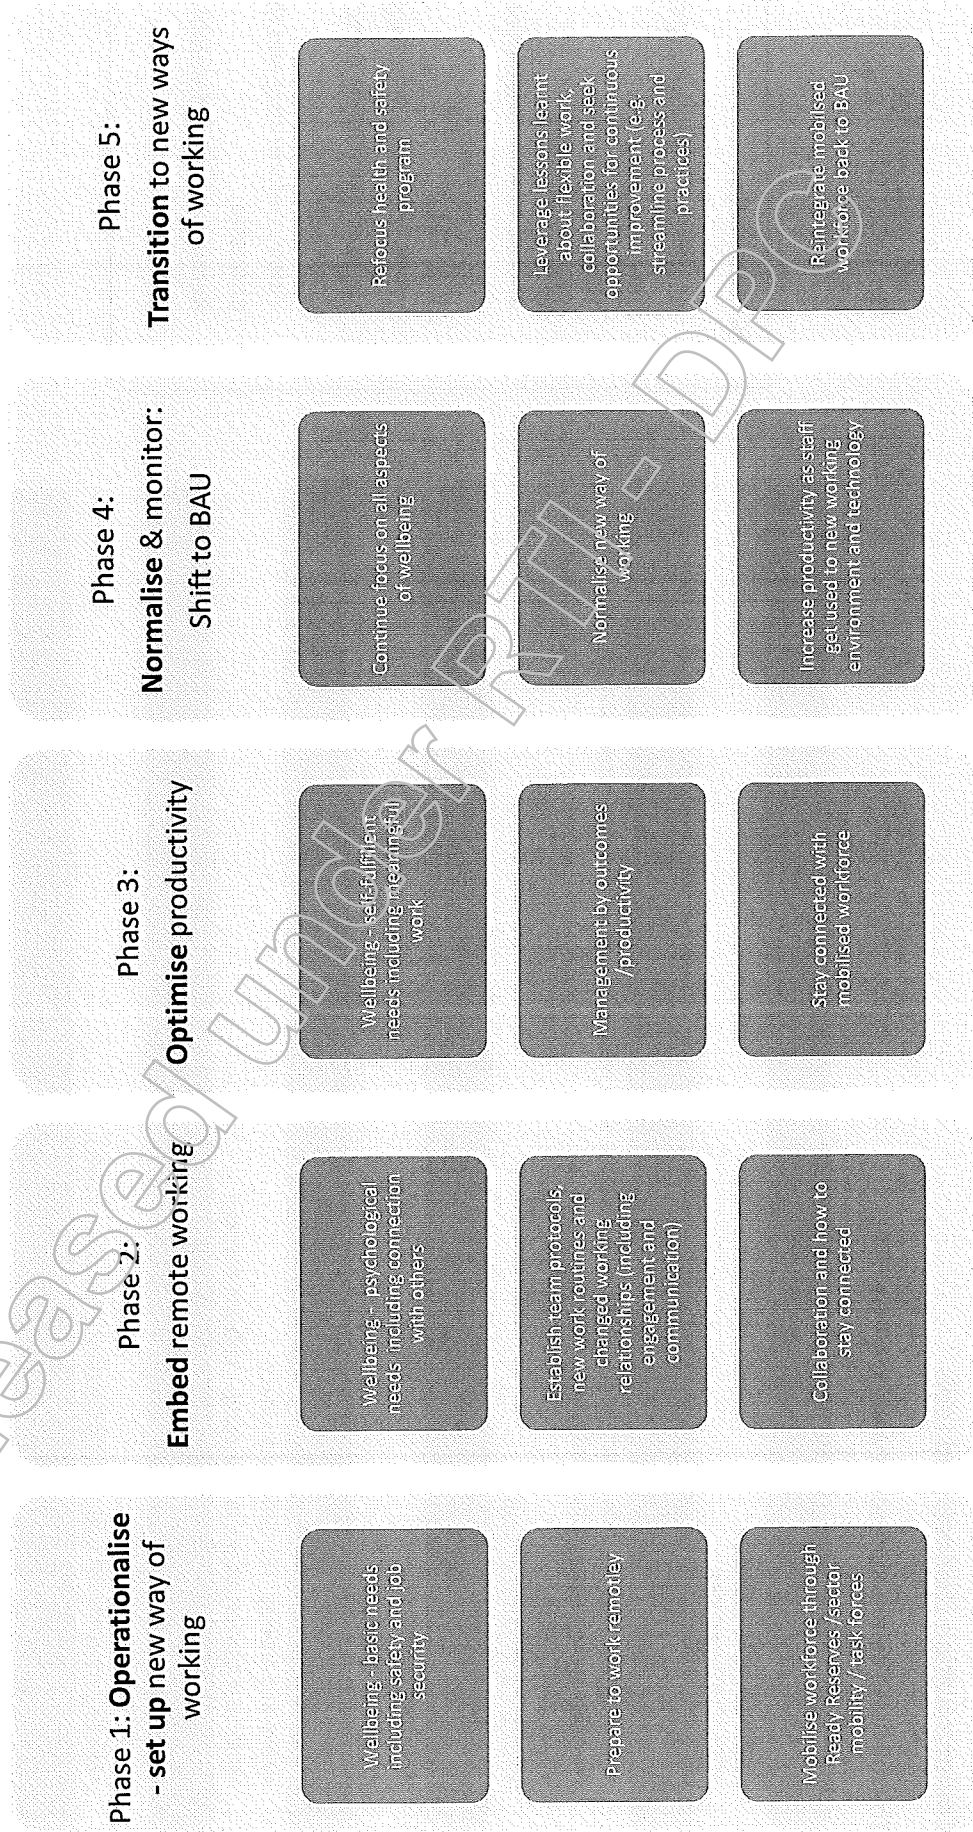 Phase 1: Operationalise
- set up new way of
working
Wellbeing - basic needs
including safety and job
security
Prepare to work remotley
Mobilise workforce through
Ready Reserves /sector
mobility / task forces
Phase 2:
Embed remote working
Wellbeing - psychological
needs including connection
with others
Establish team protocols,
new work routines and
changed working
relationships (including
engagement and
communication)
Collaboration and how to
stay connected
Phase 3:
Optimise productivity
Wellbeing - self-fulfilment
needs including meaningful
work
Management by outcomes
/productivity
Stay connected with
mobilised workforce
Phase 4:
Normalise & monitor:
Shift to BAU
Continue focus on all aspects
of wellbeing
Normalise new way of
working
Increase productivity as staff
get used to new working
environment and technology
Phase 5:
Transition to new ways
of working
Refocus health and safety
program
Leverage lessons learnt
about flexible work,
collaboration and seek
opportunities for continuous
improvement (e.g.
streamline process and
practices)
Reintegrate mobilised
workforce back to BAU
eased under RTI - DPC